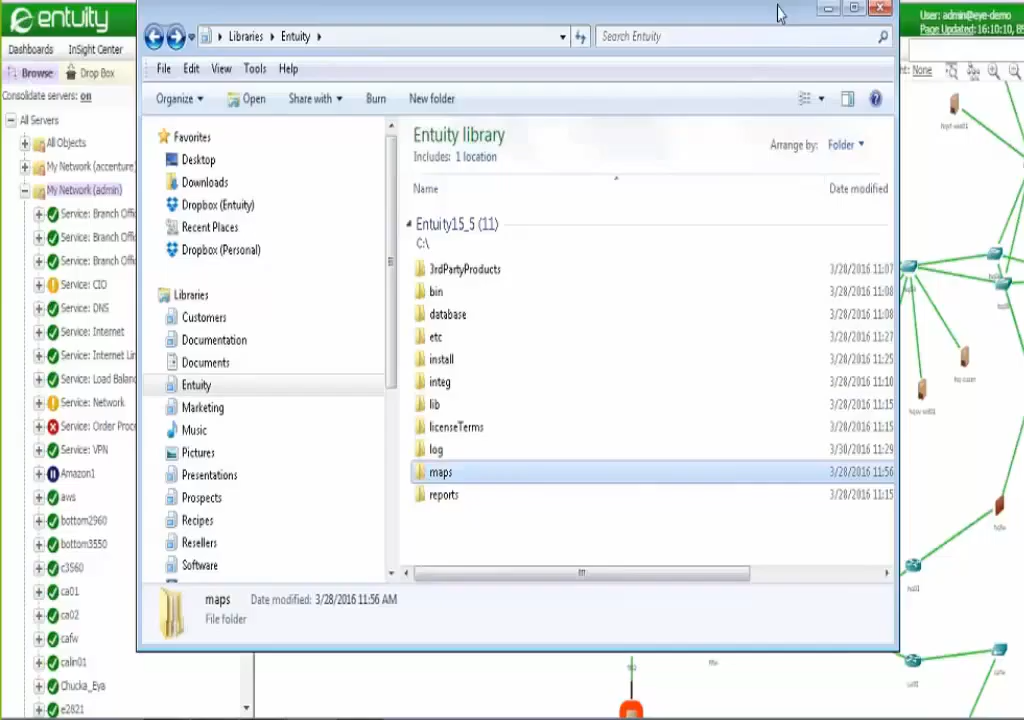 entuity
User: admin@eye-demo
Page Updated: 16:10:10,
Dashboards InSight Center
Browse Drop Box
Consolidate servers: on
All Servers
All Objects
My Network (accenture)
My Network (admin)
Service: Branch Offi
Service: Branch Offi
Service: Branch Offi
Service: CIO
Service: DNS
Service: Internet
Service: Internet Lin
Service: Load Balanc
Service: Network
Service: Order Proce
Service: VPN
Amazon1
aws
bottom2960
bottom3550
c3560
ca01
ca02
cafw
calin01
Chucka_Eya
e2821
Libraries Entuity
Search Entuity
File Edit View Tools Help
Organize Open Share with Burn New folder
Favorites
Desktop
Downloads
Dropbox (Entuity)
Recent Places
Dropbox (Personal)
Libraries
Customers
Documentation
Documents
Entuity
Marketing
Music
Pictures
Presentations
Prospects
Recipes
Resellers
Software
Entuity library
Includes: 1 location
Arrange by: Folder
Name Date modified
Entuity15_5 (11)
C:\
3rdPartyProducts 3/28/2016 11:07
bin 3/28/2016 11:08
database 3/28/2016 11:08
etc 3/28/2016 11:27
install 3/28/2016 11:25
integ 3/28/2016 11:10
lib 3/28/2016 11:15
licenseTerms 3/28/2016 11:15
log 3/30/2016 11:29
maps 3/28/2016 11:56
reports 3/28/2016 11:15
maps Date modified: 3/28/2016 11:56 AM
File folder
None